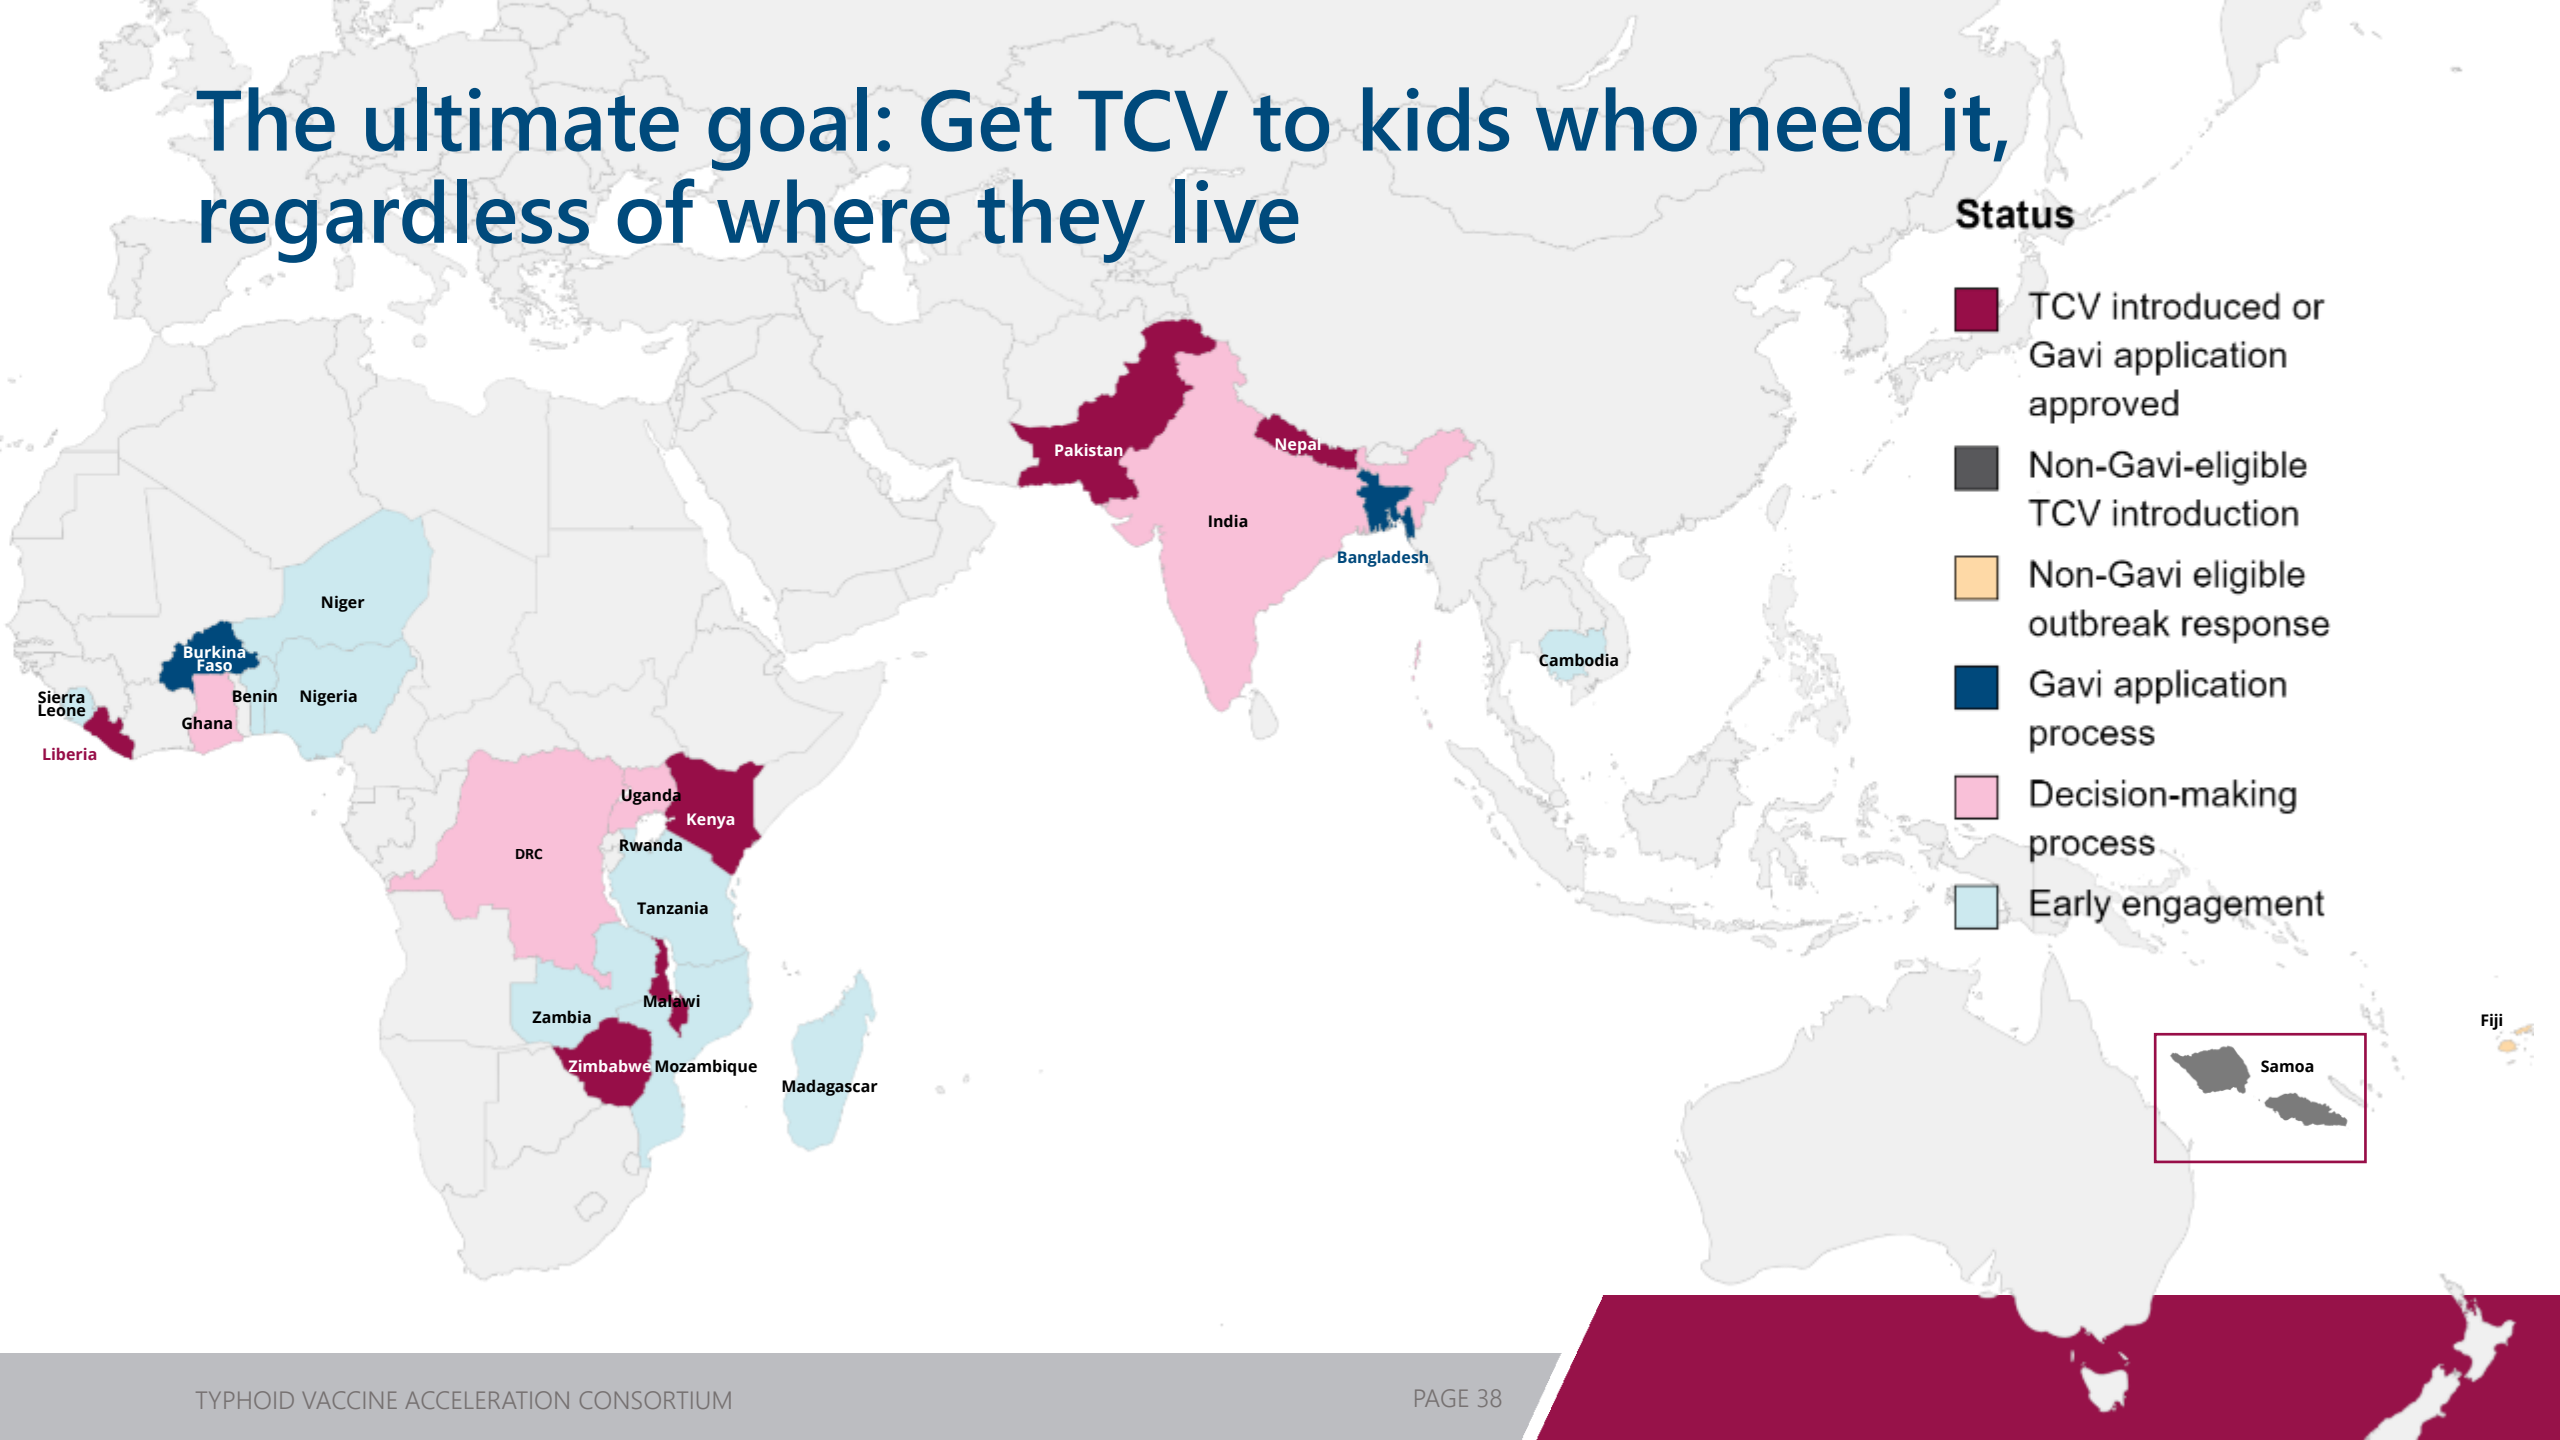 The ultimate goal: Get TCV to kids who need it,
regardless of where they live
Status
TCV introduced or
Gavi application
approved
Non-Gavi-eligible
TCV introduction
Non-Gavi eligible
outbreak response
Gavi application
process
Decision-making
process
Early engagement
Pakistan
Nepal
India
Bangladesh
Niger
Burkina
Faso
Benin
Nigeria
Sierra
Leone
Ghana
Liberia
Cambodia
Uganda
Kenya
Rwanda
DRC
Tanzania
Malawi
Zambia
Zimbabwe
Mozambique
Madagascar
Fiji
Samoa
TYPHOID VACCINE ACCELERATION CONSORTIUM
PAGE 38